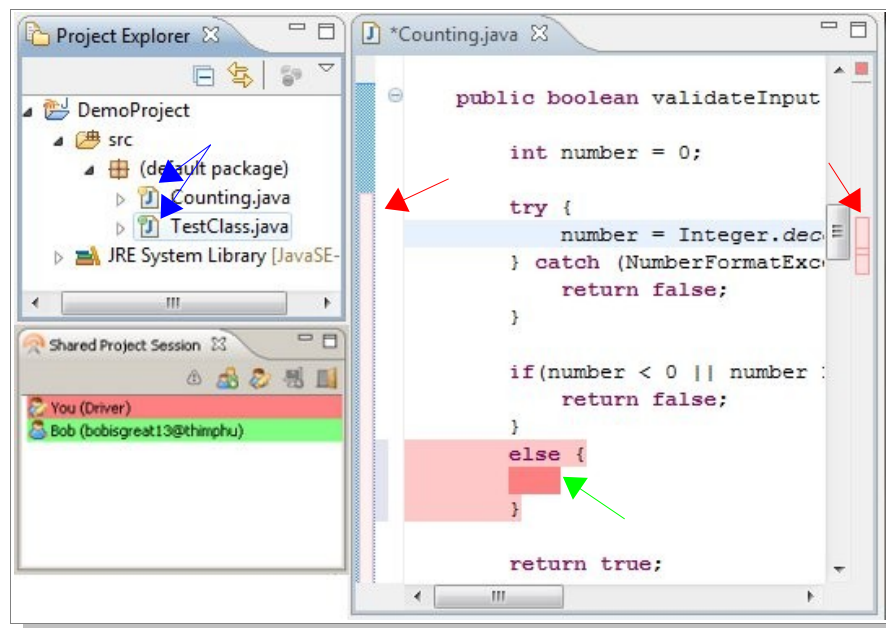 Project Explorer
DemoProject
src
(default package)
Counting.java
TestClass.java
JRE System Library [JavaSE-
Shared Project Session
You (Driver)
Bob (bobisgreat13@thimphu)
*Counting.java
public boolean validateInput
int number = 0;
try {
number = Integer.deco
} catch (NumberFormatExc
return false;
}
if(number < 0 || number
return false;
}
else {
}
return true;